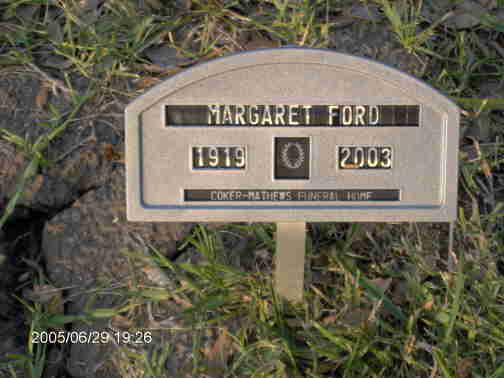 MARGARET FORD
1919 2003
COKER-MATHEWS FUNERAL HOME
2005/06/29 19:26